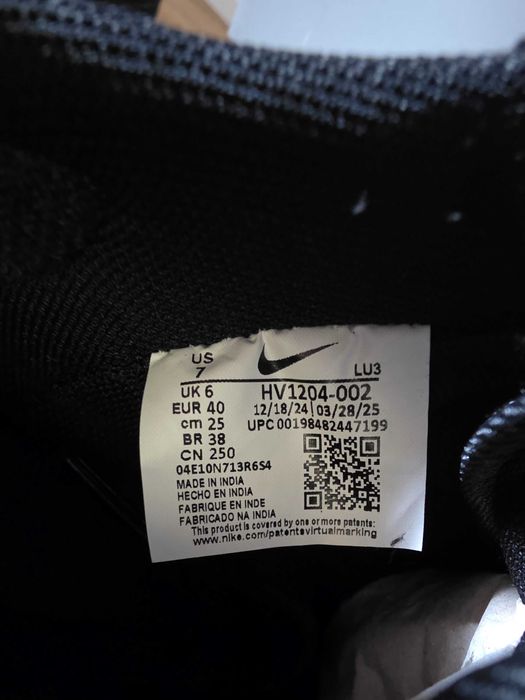 US
7
LU3
UK 6
HV1204-002
EUR 40
12/18/24 | 03/28/25
cm 25
UPC 00198482447199
BR 38
CN 250
04E10N713R6S4
MADE IN INDIA
HECHO EN INDIA
FABRIQUE EN INDE
FABRICADO NA INDIA
This product is covered by one or more patents:
www.nike.com/patentsvirtualmarking